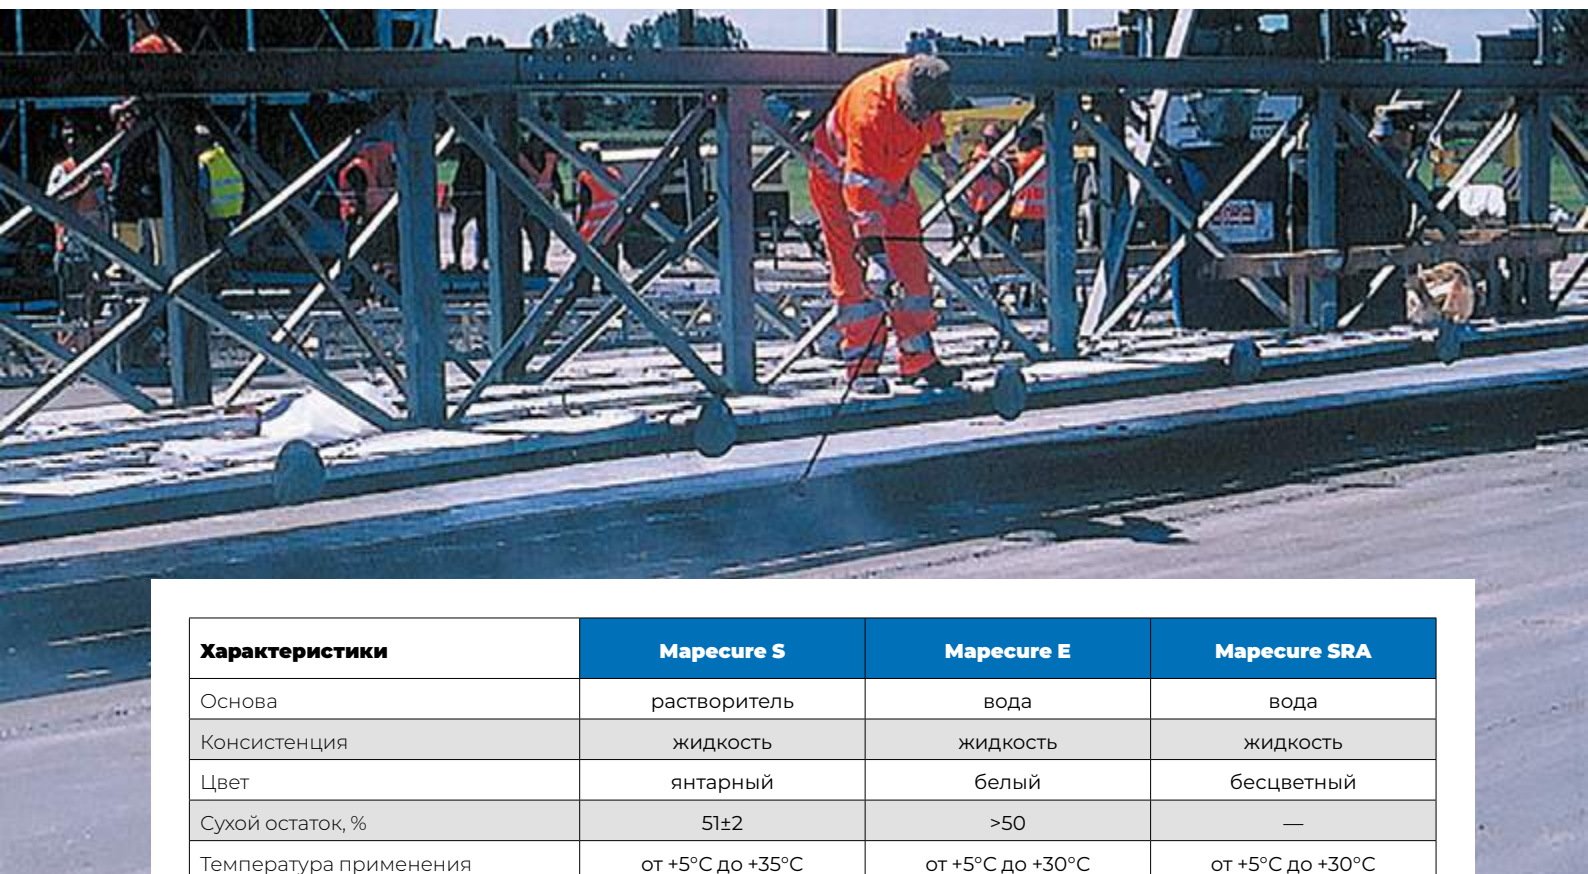 Характеристики Mapecure S Mapecure E Mapecure SRA
Основа растворитель вода вода
Консистенция жидкость жидкость жидкость
Цвет янтарный белый бесцветный
Сухой остаток, % 51±2 >50 —
Температура применения от +5°C до +35°C от +5°C до +30°C от +5°C до +30°C